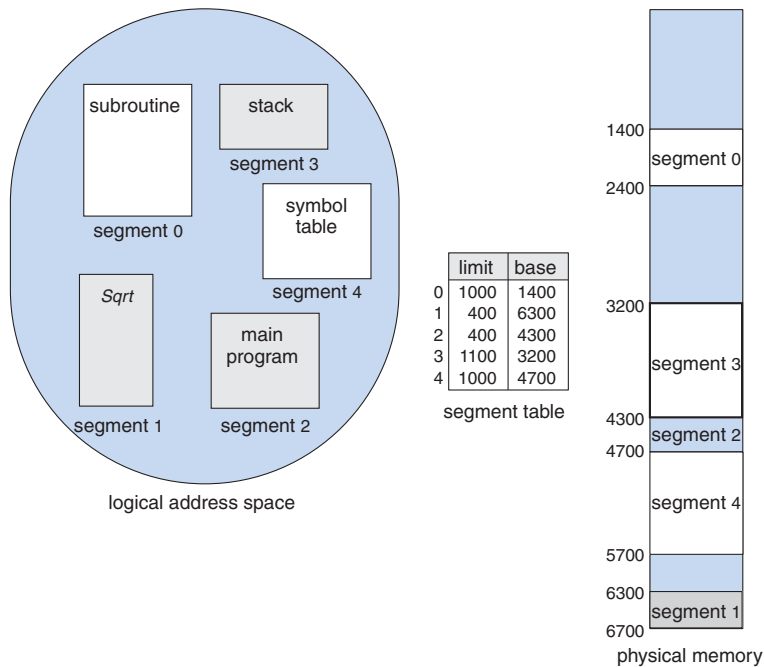 subroutine
segment 0
stack
segment 3
symbol
table
segment 4
Sqrt
segment 1
main
program
segment 2
logical address space
limit base
0 1000 1400
1 400 6300
2 400 4300
3 1100 3200
4 1000 4700
segment table
1400
segment 0
2400
3200
segment 3
4300
segment 2
4700
segment 4
5700
6300
segment 1
6700
physical memory